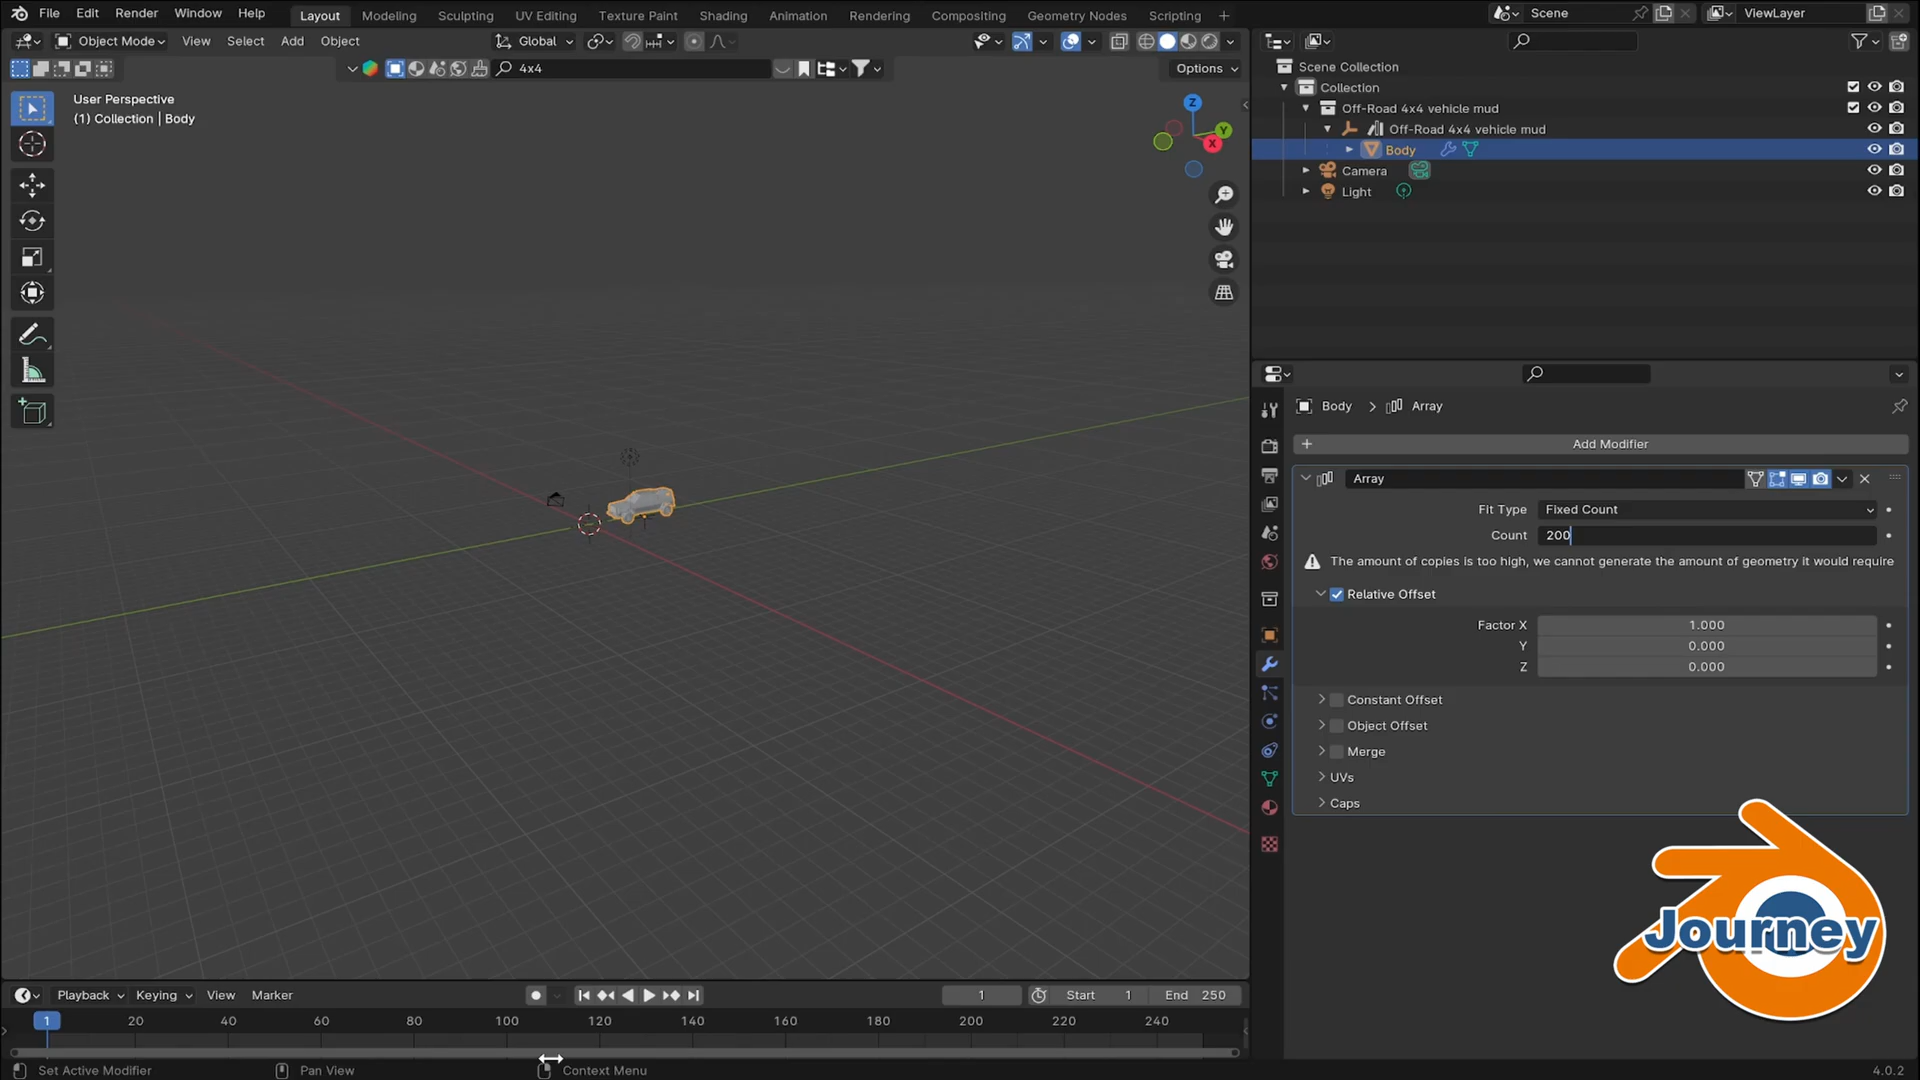 File Edit Render Window Help Layout Modeling Sculpting UV Editing Texture Paint Shading Animation Rendering Compositing Geometry Nodes Scripting + Scene ViewLayer
Object Mode View Select Add Object Global
4x4 Options
User Perspective
(1) Collection | Body
Z
Y
X
Scene Collection
Collection
Off-Road 4x4 vehicle mud
Off-Road 4x4 vehicle mud
Body
Camera
Light
Body > Array
+ Add Modifier
Array
Fit Type Fixed Count
Count 200
The amount of copies is too high, we cannot generate the amount of geometry it would require
Relative Offset
Factor X 1.000
Y 0.000
Z 0.000
Constant Offset
Object Offset
Merge
UVs
Caps
Journey
Playback Keying View Marker 1 Start 1 End 250
1 20 40 60 80 100 120 140 160 180 200 220 240
Set Active Modifier Pan View Context Menu 4.0.2